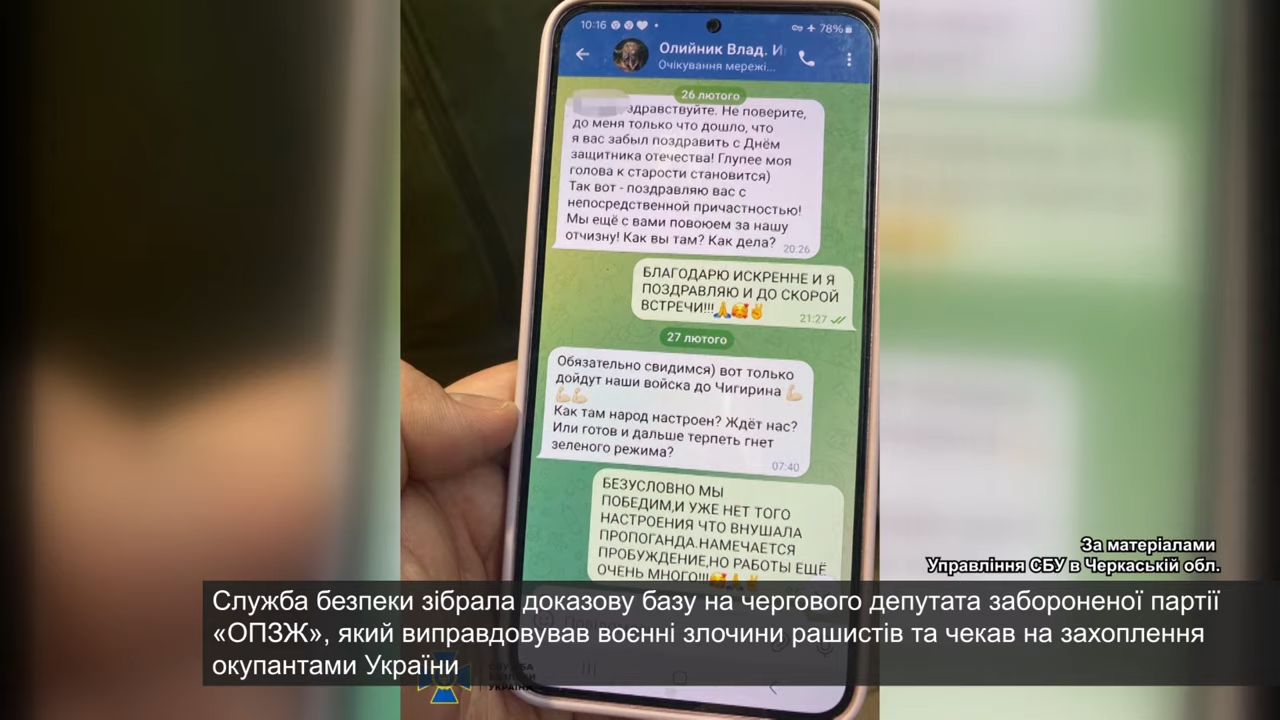 10:16
78%
Олийник Влад. И
Очікування мережі...
26 лютого
здравствуйте. Не поверите,
до меня только что дошло, что
я вас забыл поздравить с Днём
защитника отечества! Глупее моя
голова к старости становится)
Так вот - поздравляю вас с
непосредственной причастностью!
Мы ещё с вами повоюем за нашу
отчизну! Как вы там? Как дела?
20:26
БЛАГОДАРЮ ИСКРЕННЕ И Я
ПОЗДРАВЛЯЮ И ДО СКОРОЙ
ВСТРЕЧИ!!!🙏🥰✌
21:27
27 лютого
Обязательно свидимся) вот только
дойдут наши войска до Чигирина 💪🏻
💪🏻💪🏻
Как там народ настроен? Ждёт нас?
Или готов и дальше терпеть гнет
зеленого режима?
07:40
БЕЗУСЛОВНО МЫ
ПОБЕДИМ,И УЖЕ НЕТ ТОГО
НАСТРОЕНИЯ ЧТО ВНУШАЛА
ПРОПОГАНДА.НАМЕЧАЕТСЯ
ПРОБУЖДЕНИЕ,НО РАБОТЫ ЕЩЁ
ОЧЕНЬ МНОГО!!!🥰🙏✌
За матеріалами
Управління СБУ в Черкаській обл.
Служба безпеки зібрала доказову базу на чергового депутата забороненої партії
«ОПЗЖ», який виправдовував воєнні злочини рашистів та чекав на захоплення
окупантами України
СЛУЖБА
БЕЗПЕКИ
УКРАЇНИ